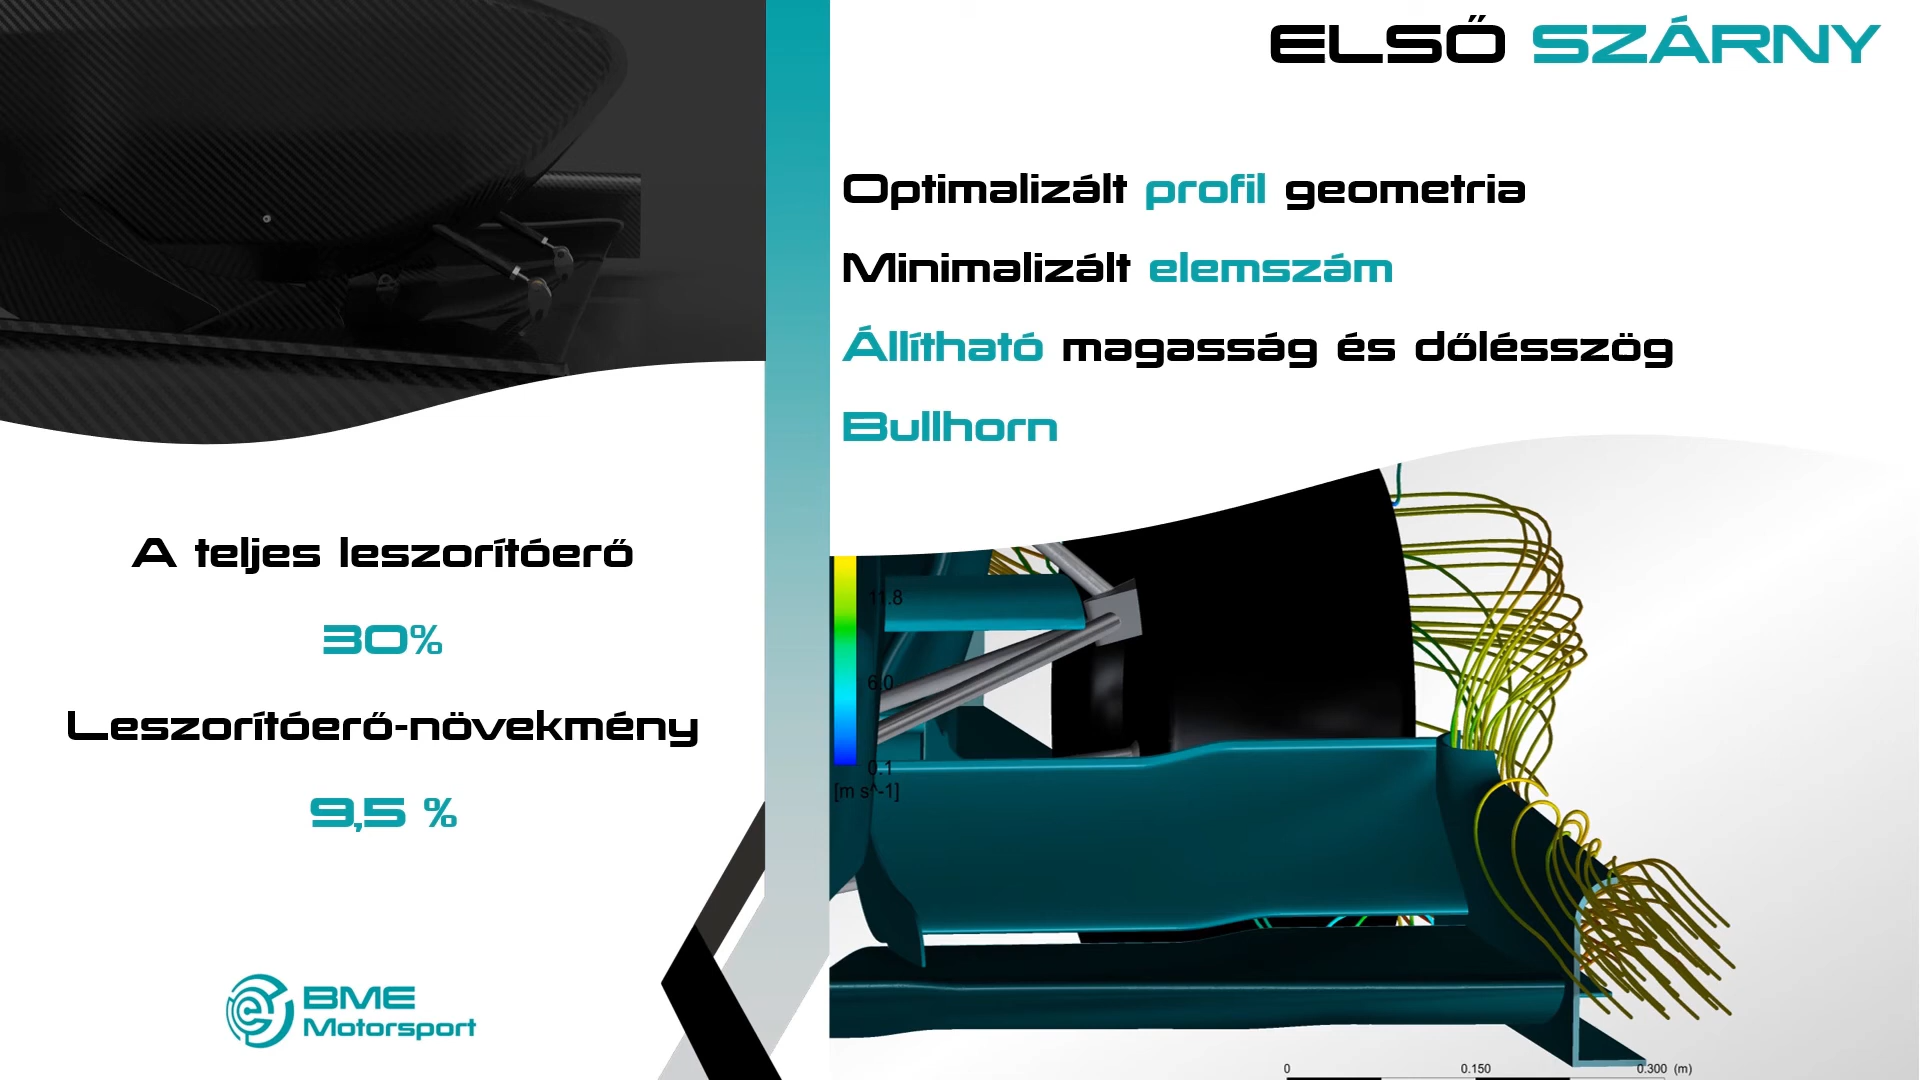 ELSŐ SZÁRNY
Optimalizált profil geometria
Minimalizált elemszám
Állítható magasság és dőlésszög
Bullhorn
A teljes leszorítóerő
30%
Leszorítóerő-növekmény
9,5 %
BME
Motorsport
11.8
6.0
0.1
[m s^-1]
0 0.150 0.300 (m)